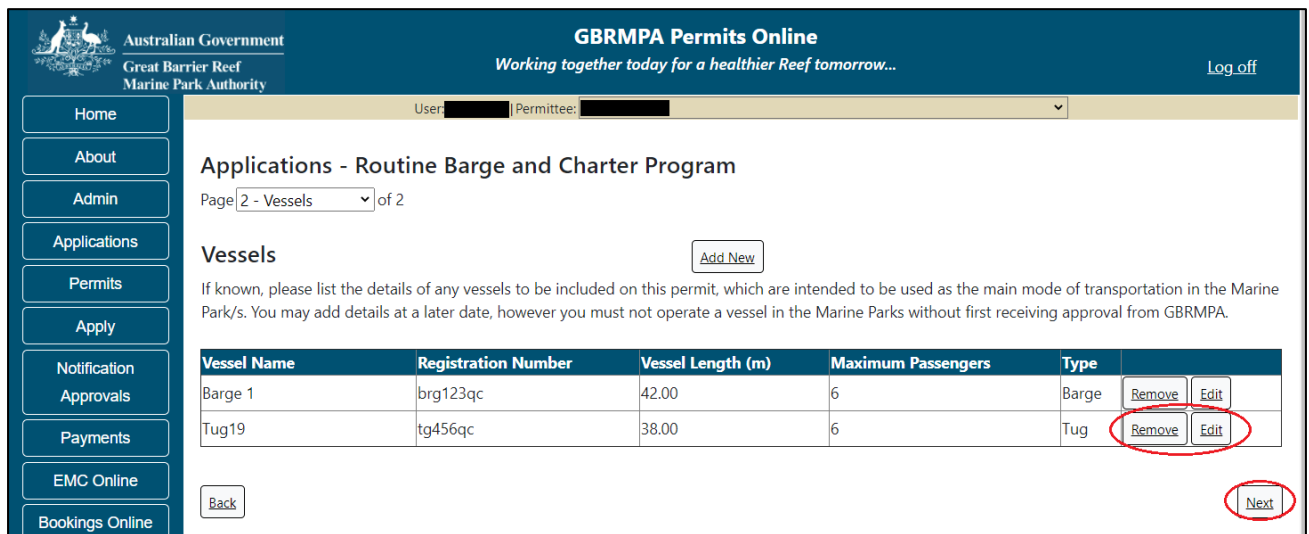 Australian Government
Great Barrier Reef
Marine Park Authority
GBRMPA Permits Online
Working together today for a healthier Reef tomorrow...
Log off
User: | Permittee:
Home
About
Admin
Applications
Permits
Apply
Notification
Approvals
Payments
EMC Online
Bookings Online
Applications - Routine Barge and Charter Program
Page 2 - Vessels of 2
Vessels
Add New
If known, please list the details of any vessels to be included on this permit, which are intended to be used as the main mode of transportation in the Marine
Park/s. You may add details at a later date, however you must not operate a vessel in the Marine Parks without first receiving approval from GBRMPA.
Vessel Name Registration Number Vessel Length (m) Maximum Passengers Type
Barge 1 brg123qc 42.00 6 Barge Remove Edit
Tug19 tg456qc 38.00 6 Tug Remove Edit
Back
Next